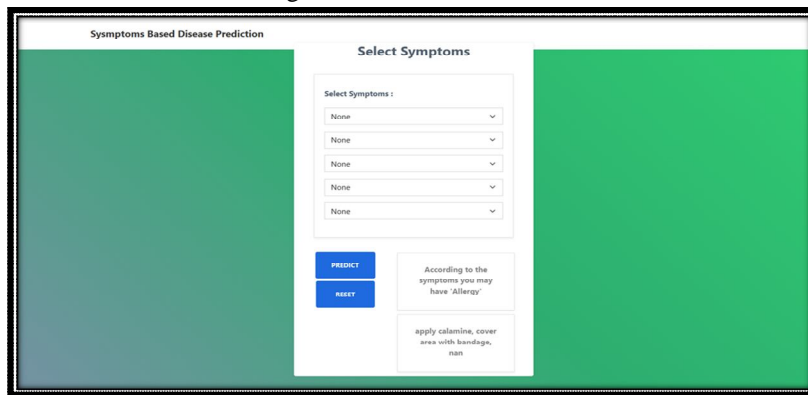 Sysmptoms Based Disease Prediction
Select Symptoms
Select Symptoms :
None
None
None
None
None
PREDICT
RESET
According to the
symptoms you may
have 'Allergy'
apply calamine, cover
area with bandage,
nan